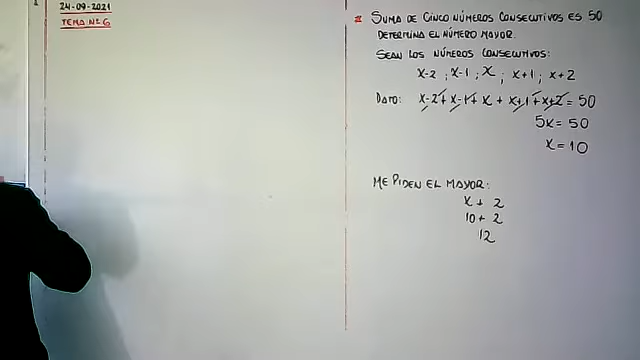 24-09-2021
TEMA Nº 6
SUMA DE CINCO NÚMEROS CONSECUTIVOS ES 50
DETERMINA EL NÚMERO MAYOR.
SEAN LOS NÚMEROS CONSECUTIVOS:
x-2 ; x-1 ; x ; x+1 ; x+2
DATO: x-2 + x-1 + x + x+1 + x+2 = 50
5x = 50
x = 10
ME PIDEN EL MAYOR:
x + 2
10 + 2
12